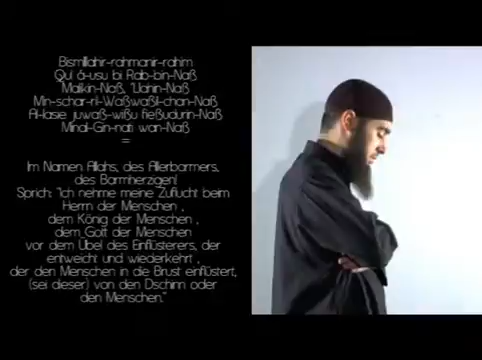 Bismillahir-rahmanir-rahim
Qul á-usu bi Rab-bin-Naß
Malikin-Naß, 'Ilahin-Naß
Min-schar-ril-Waßwaßil-chan-Naß
Al-lasie juwaß-wißu fießudurin-Naß
Minal-Gin-nati wan-Naß
=
Im Namen Allahs, des Allerbarmers,
des Barmherzigen!
Sprich: "Ich nehme meine Zuflucht beim
Herrn der Menschen ,
dem König der Menschen ,
dem Gott der Menschen
vor dem Übel des Einflüsterers, der
entweicht und wiederkehrt ,
der den Menschen in die Brust einflüstert,
(sei dieser) von den Dschinn oder
den Menschen."